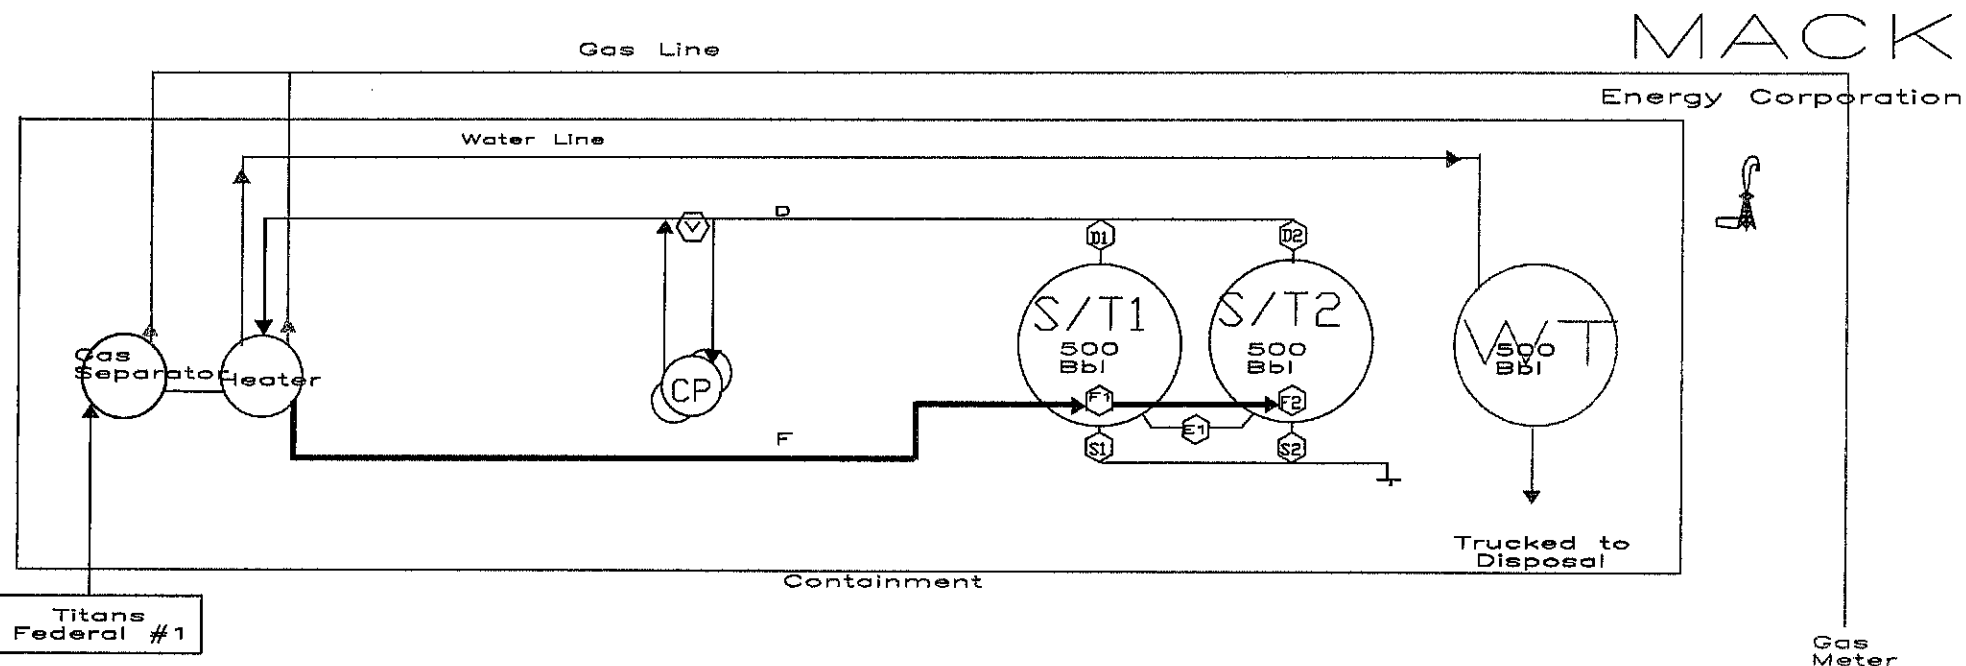 MACK
Energy Corporation
Gas Line
Water Line
D
V
D1
D2
S/T1
500
Bbl
S/T2
500
Bbl
WT
500
Bbl
Gas
Separator
Heater
CP
F1
F2
E1
F
S1
S2
Trucked to
Disposal
Containment
Titans
Federal #1
Gas
Meter